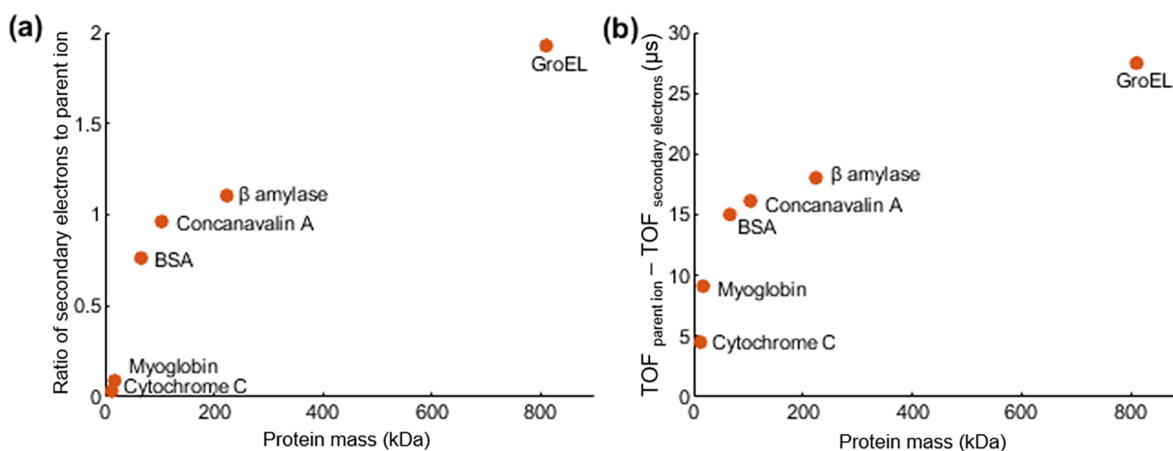 (a)
Ratio of secondary electrons to parent ion
2
1.5
1
0.5
0
GroEL
β amylase
Concanavalin A
BSA
Myoglobin
Cytochrome C
0 200 400 600 800
Protein mass (kDa)
(b)
TOF parent ion – TOF secondary electrons (μs)
30
25
20
15
10
5
0
GroEL
β amylase
Concanavalin A
BSA
Myoglobin
Cytochrome C
0 200 400 600 800
Protein mass (kDa)